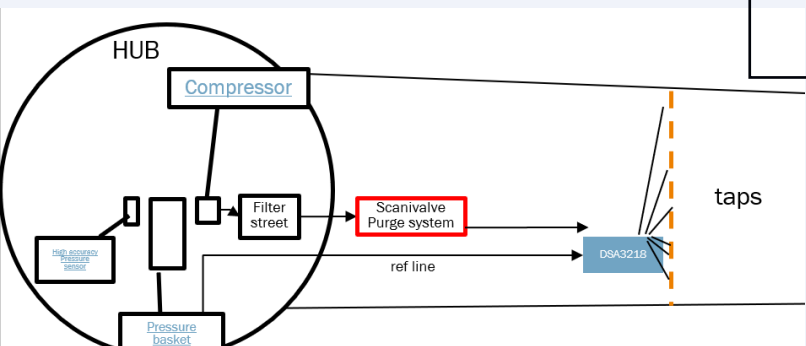 HUB
Compressor
Filter
street
Scanivalve
Purge system
taps
High accuracy
Pressure
sensor
DSA3218
ref line
Pressure
basket